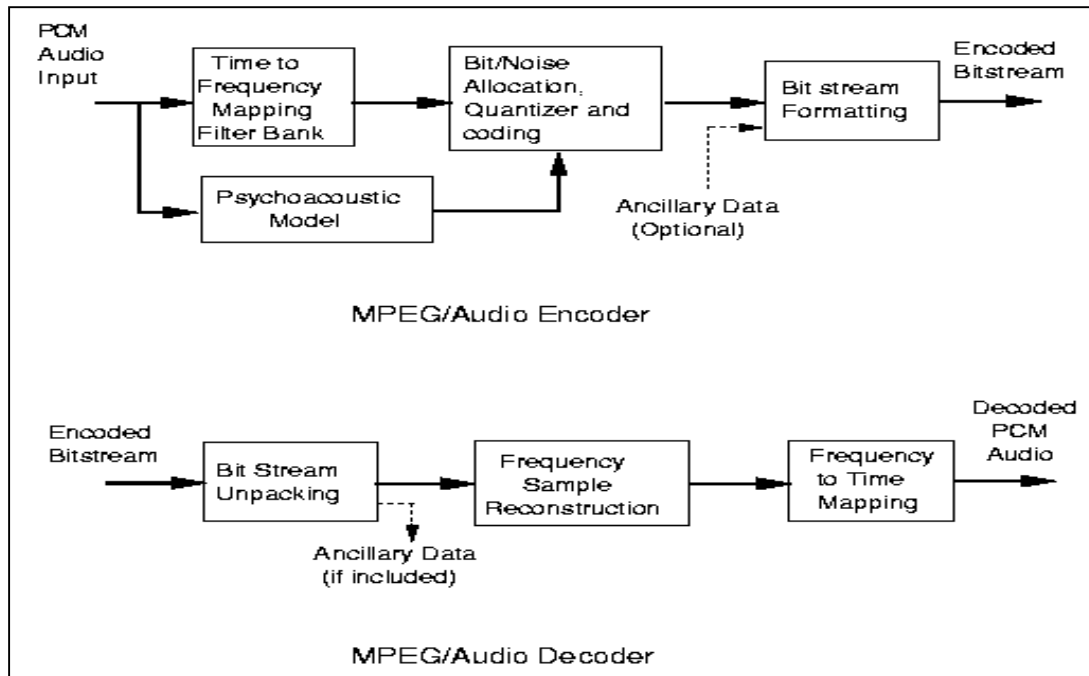 PCM
Audio
Input
Time to
Frequency
Mapping
Filter Bank
Bit/Noise
Allocation,
Quantizer and
coding
Bit stream
Formatting
Encoded
Bitstream
Psychoacoustic
Model
Ancillary Data
(Optional)
MPEG/Audio Encoder
Encoded
Bitstream
Bit Stream
Unpacking
Ancillary Data
(if included)
Frequency
Sample
Reconstruction
Frequency
to Time
Mapping
Decoded
PCM
Audio
MPEG/Audio Decoder